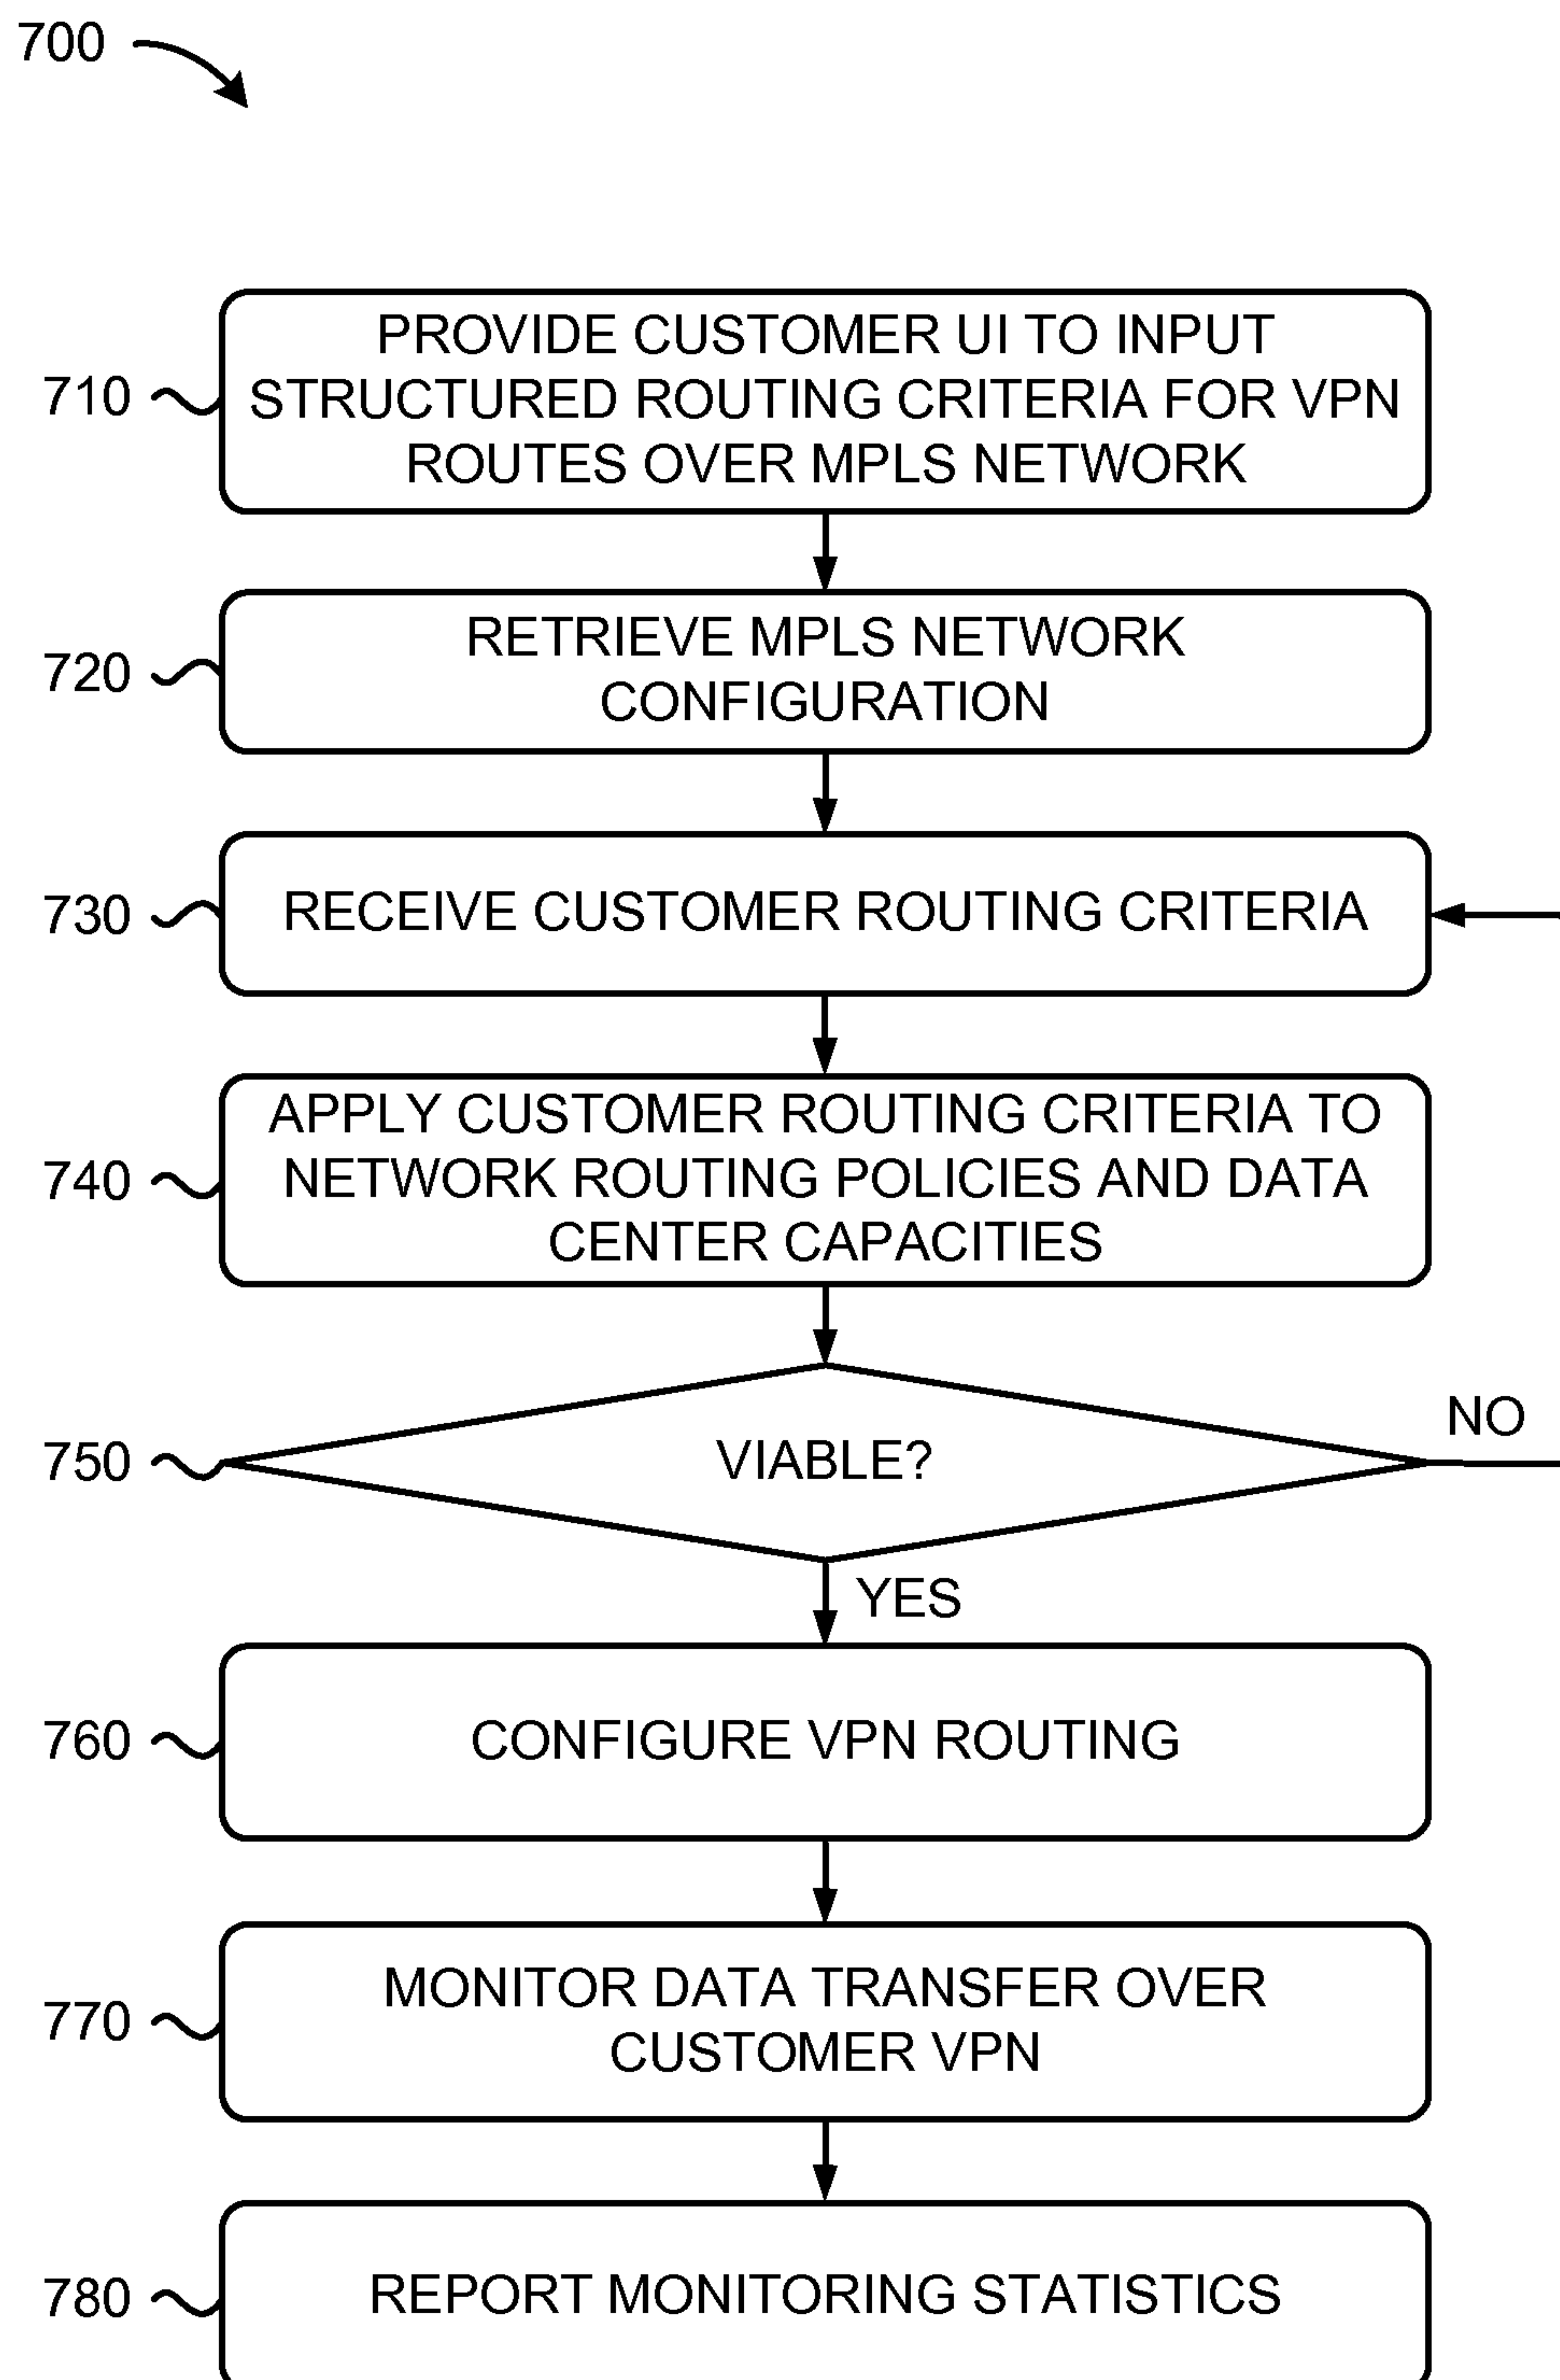 700
710
PROVIDE CUSTOMER UI TO INPUT
STRUCTURED ROUTING CRITERIA FOR VPN
ROUTES OVER MPLS NETWORK
720
RETRIEVE MPLS NETWORK
CONFIGURATION
730
RECEIVE CUSTOMER ROUTING CRITERIA
740
APPLY CUSTOMER ROUTING CRITERIA TO
NETWORK ROUTING POLICIES AND DATA
CENTER CAPACITIES
750
VIABLE?
NO
YES
760
CONFIGURE VPN ROUTING
770
MONITOR DATA TRANSFER OVER
CUSTOMER VPN
780
REPORT MONITORING STATISTICS